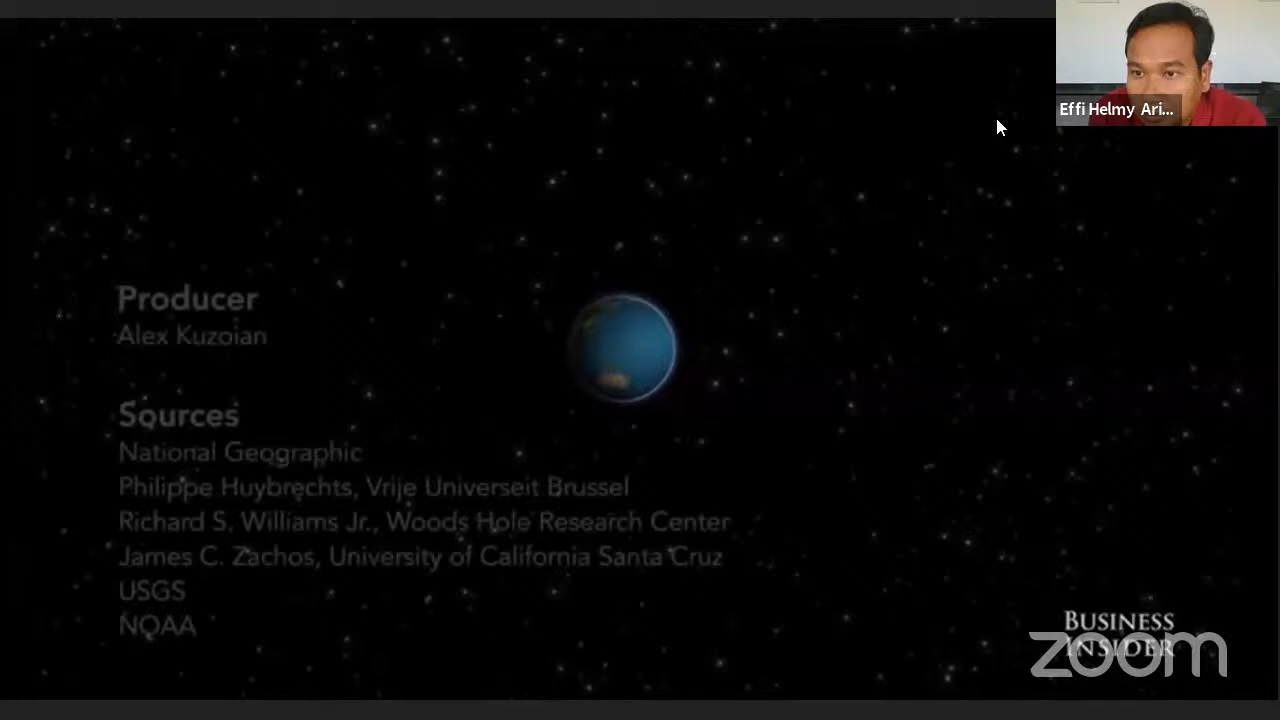 Effi Helmy Ari...
Producer
Alex Kuzoian
Sources
National Geographic
Philippe Huybrechts, Vrije Universeit Brussel
Richard S. Williams Jr., Woods Hole Research Center
James C. Zachos, University of California Santa Cruz
USGS
NOAA
BUSINESS
INSIDER
zoom